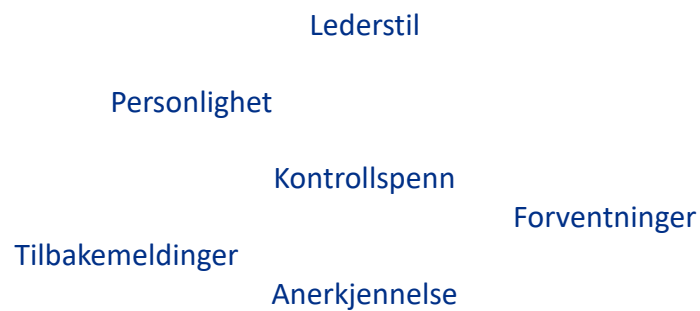 Lederstil
Personlighet
Kontrollspenn
Forventninger
Tilbakemeldinger
Anerkjennelse